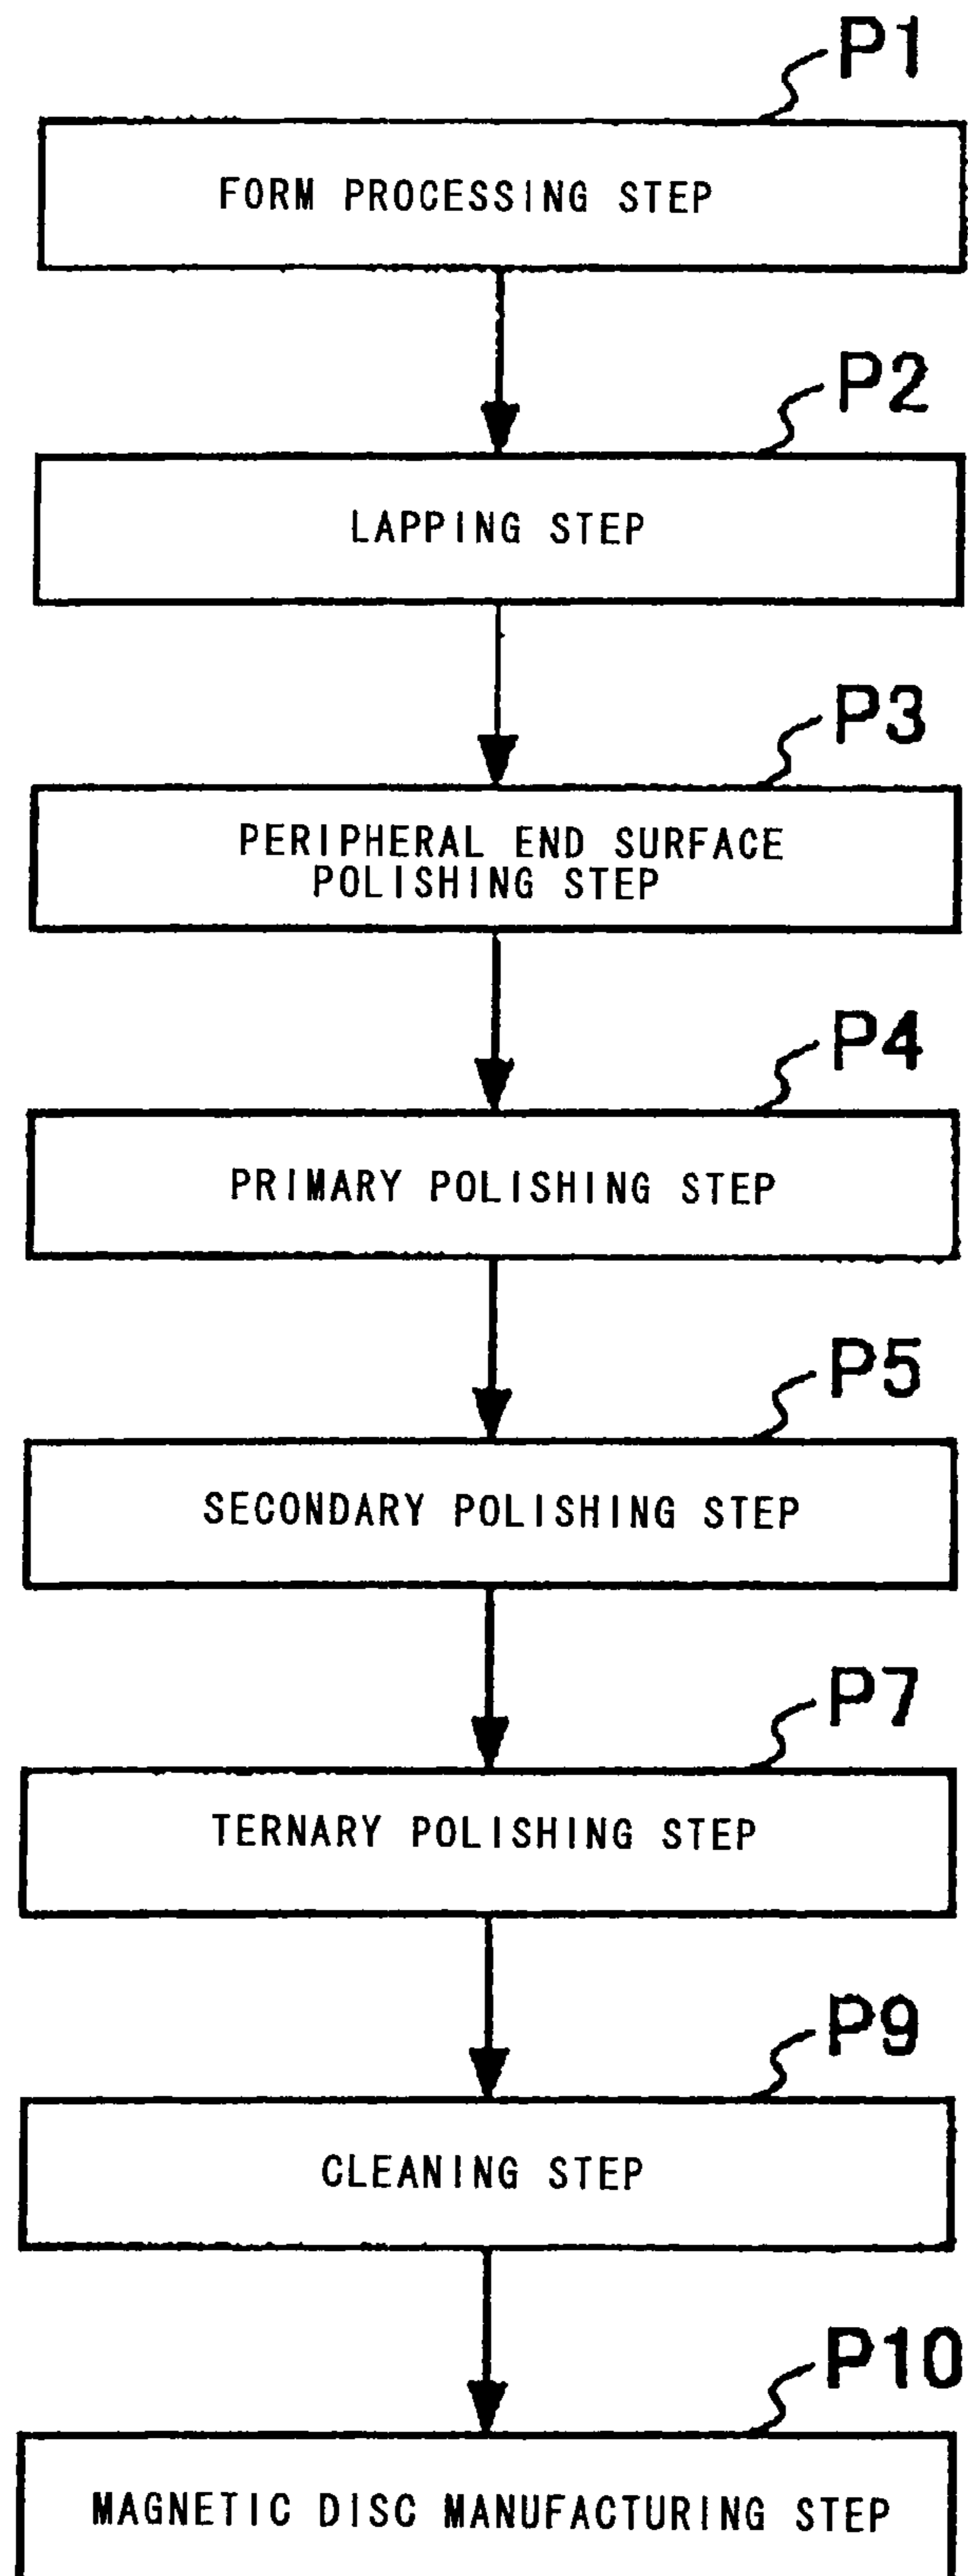 P1
FORM PROCESSING STEP
P2
LAPPING STEP
P3
PERIPHERAL END SURFACE
POLISHING STEP
P4
PRIMARY POLISHING STEP
P5
SECONDARY POLISHING STEP
P7
TERNARY POLISHING STEP
P9
CLEANING STEP
P10
MAGNETIC DISC MANUFACTURING STEP